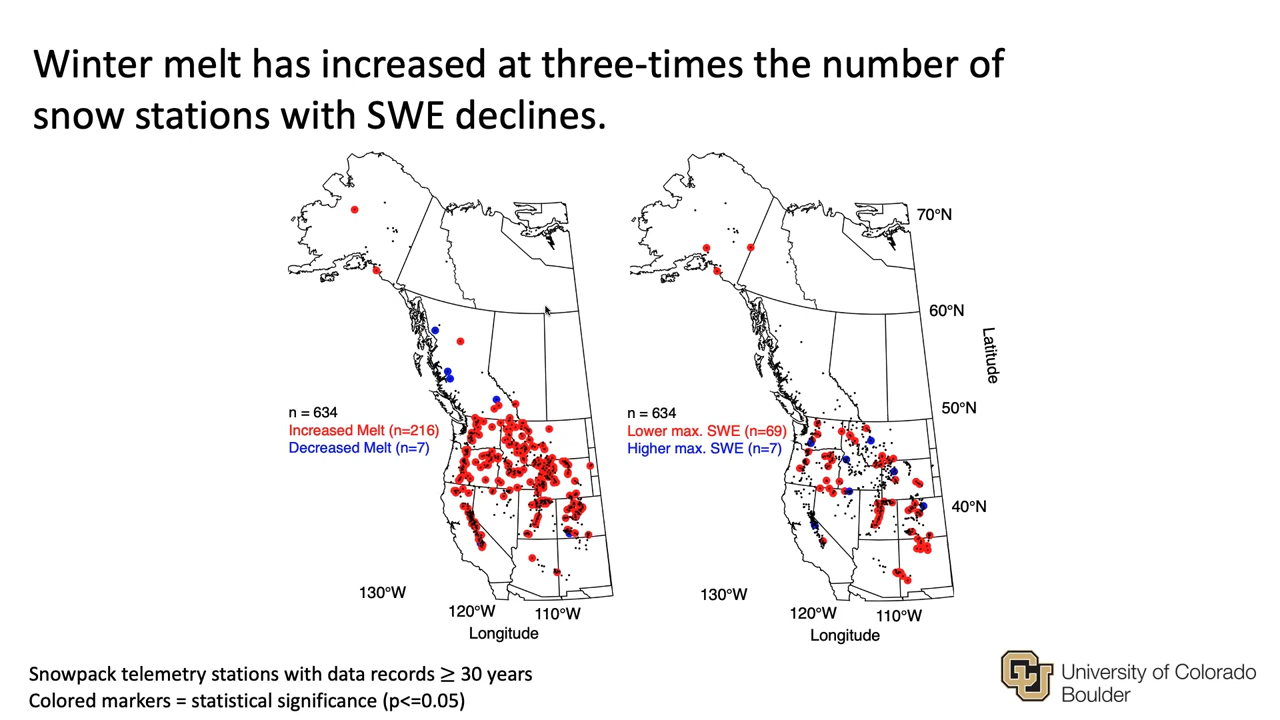 Winter melt has increased at three-times the number of
snow stations with SWE declines.
n = 634
Increased Melt (n=216)
Decreased Melt (n=7)
130°W
120°W
110°W
Longitude
n = 634
Lower max. SWE (n=69)
Higher max. SWE (n=7)
130°W
120°W
110°W
Longitude
70°N
60°N
50°N
40°N
Latitude
Snowpack telemetry stations with data records ≥ 30 years
Colored markers = statistical significance (p<=0.05)
CU
University of Colorado
Boulder